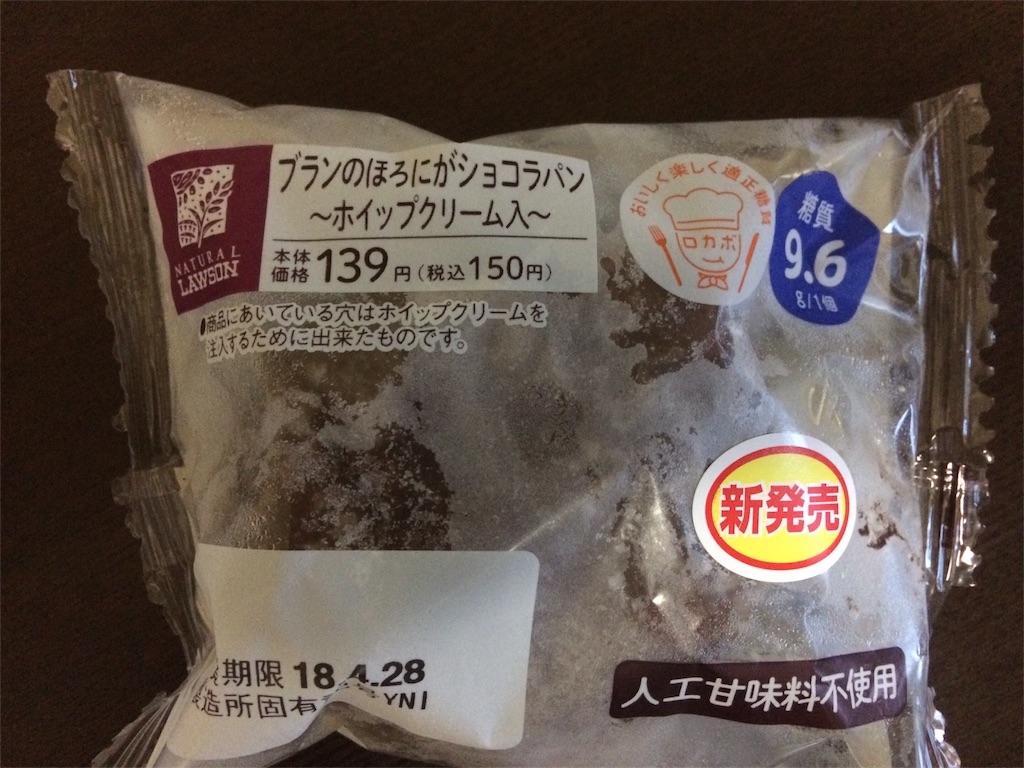 NATURAL
LAWSON
ブランのほろにがショコラパン
～ホイップクリーム入～
本体
価格 139円(税込150円)
●商品にあいている穴はホイップクリームを
注入するために出来たものです。
おいしく楽しく適正糖質
ロカボ
糖質
9.6
g/1個
新発売
期限 18.4.28
造所固有 YNI
人工甘味料不使用